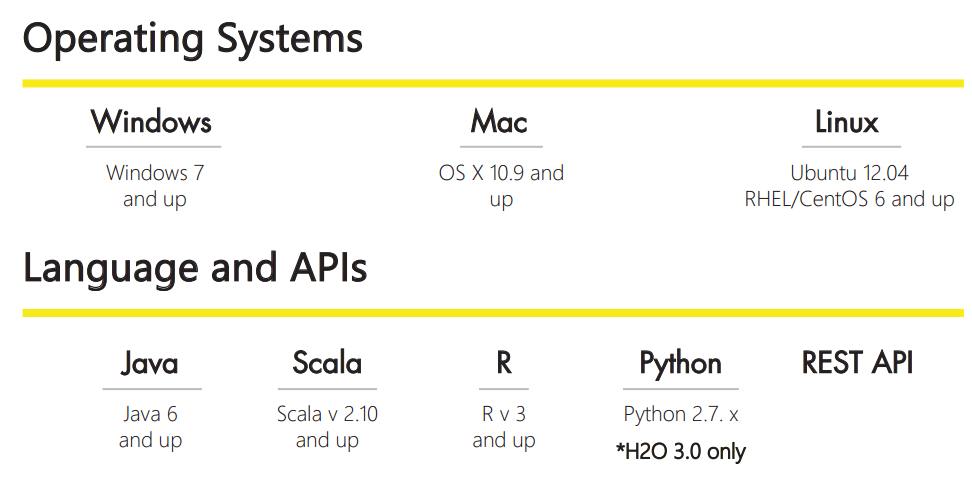 Operating Systems
Windows
Mac
Linux
Windows 7
and up
OS X 10.9 and
up
Ubuntu 12.04
RHEL/CentOS 6 and up
Language and APIs
Java
Scala
R
Python
REST API
Java 6
and up
Scala v 2.10
and up
R v 3
and up
Python 2.7. x
*H2O 3.0 only